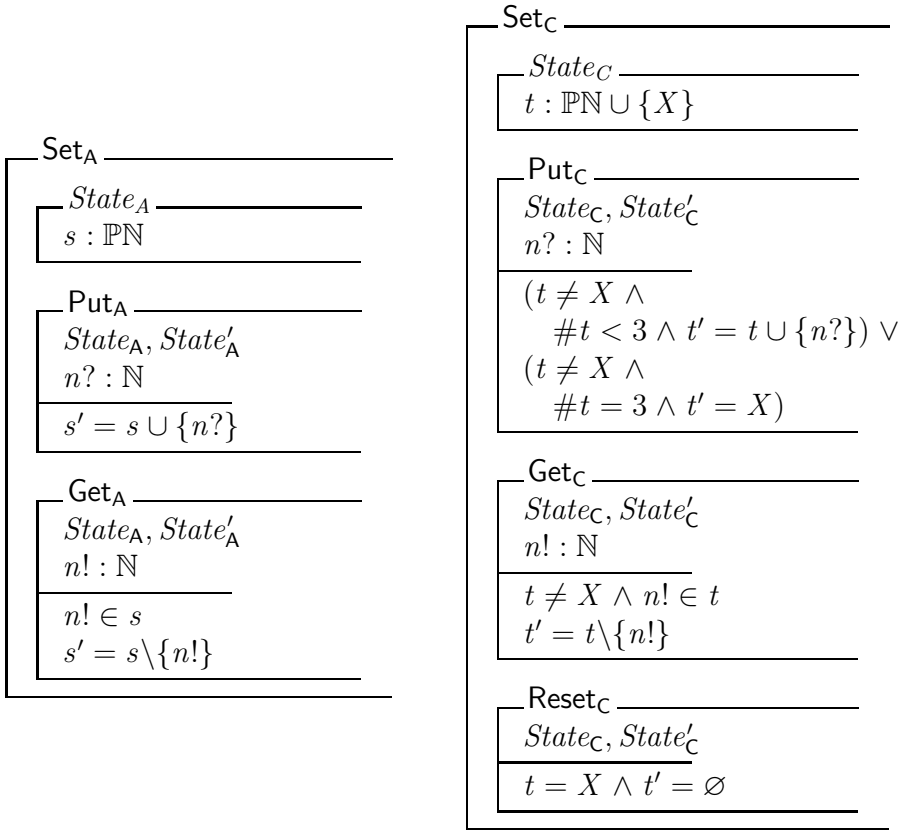 Set_A
State_A
s : ℙℕ
Put_A
State_A, State′_A
n? : ℕ
s′ = s ∪ {n?}
Get_A
State_A, State′_A
n! : ℕ
n! ∈ s
s′ = s\{n!}
Set_C
State_C
t : ℙℕ ∪ {X}
Put_C
State_C, State′_C
n? : ℕ
(t ≠ X ∧
#t < 3 ∧ t′ = t ∪ {n?}) ∨
(t ≠ X ∧
#t = 3 ∧ t′ = X)
Get_C
State_C, State′_C
n! : ℕ
t ≠ X ∧ n! ∈ t
t′ = t\{n!}
Reset_C
State_C, State′_C
t = X ∧ t′ = ∅